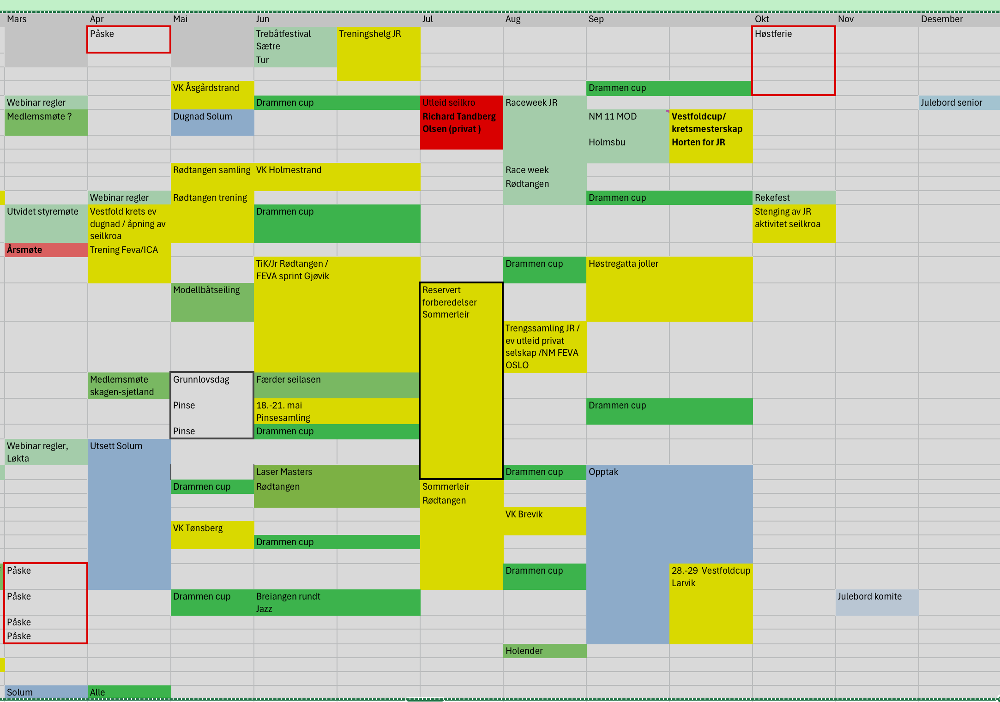 Mars Apr Mai Jun Jul Aug Sep Okt Nov Desember
Påske Trebåtfestival Treningshelg JR Høstferie
Sætre
Tur
VK Åsgårdstrand Drammen cup
Webinar regler Drammen cup Utleid seilkro Raceweek JR Julebord senior
Medlemsmøte ? Dugnad Solum Richard Tandberg NM 11 MOD Vestfoldcup/
Olsen (privat ) kretsmesterskap
Holmsbu Horten for JR
Rødtangen samling VK Holmestrand Race week
Rødtangen
Webinar regler Rødtangen trening Drammen cup Rekefest
Utvidet styremøte Vestfold krets ev Drammen cup Stenging av JR
dugnad / åpning av aktivitet seilkroa
seilkroa
Årsmøte Trening Feva/ICA
TiK/Jr Rødtangen / Drammen cup Høstregatta joller
FEVA sprint Gjøvik
Modellbåtseiling Reservert
forberedelser
Sommerleir
Trengssamling JR /
ev utleid privat
selskap /NM FEVA
OSLO
Medlemsmøte Grunnlovsdag Færder seilasen
skagen-sjetland
Pinse 18.-21. mai Drammen cup
Pinsesamling
Pinse Drammen cup
Webinar regler, Utsett Solum
Løkta
Laser Masters Drammen cup Opptak
Drammen cup Rødtangen Sommerleir
Rødtangen
VK Brevik
VK Tønsberg
Drammen cup
Påske Drammen cup 28.-29 Vestfoldcup
Larvik
Påske Drammen cup Breiangen rundt Julebord komite
Jazz
Påske
Påske
Holender
Solum Alle